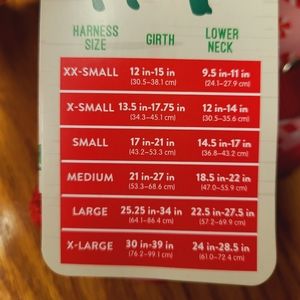 HARNESS SIZE GIRTH LOWER NECK
XX-SMALL 12 in-15 in 9.5 in-11 in
(30.5–38.1 cm) (24.1–27.9 cm)
X-SMALL 13.5 in-17.75 in 12 in-14 in
(34.3–45.1 cm) (30.5–35.6 cm)
SMALL 17 in-21 in 14.5 in-17 in
(43.2–53.3 cm) (36.8–43.2 cm)
MEDIUM 21 in-27 in 18.5 in-22 in
(53.3–68.6 cm) (47.0–55.9 cm)
LARGE 25.25 in-34 in 22.5 in-27.5 in
(64.1–86.4 cm) (57.2–69.9 cm)
X-LARGE 30 in-39 in 24 in-28.5 in
(76.2–99.1 cm) (61.0–72.4 cm)